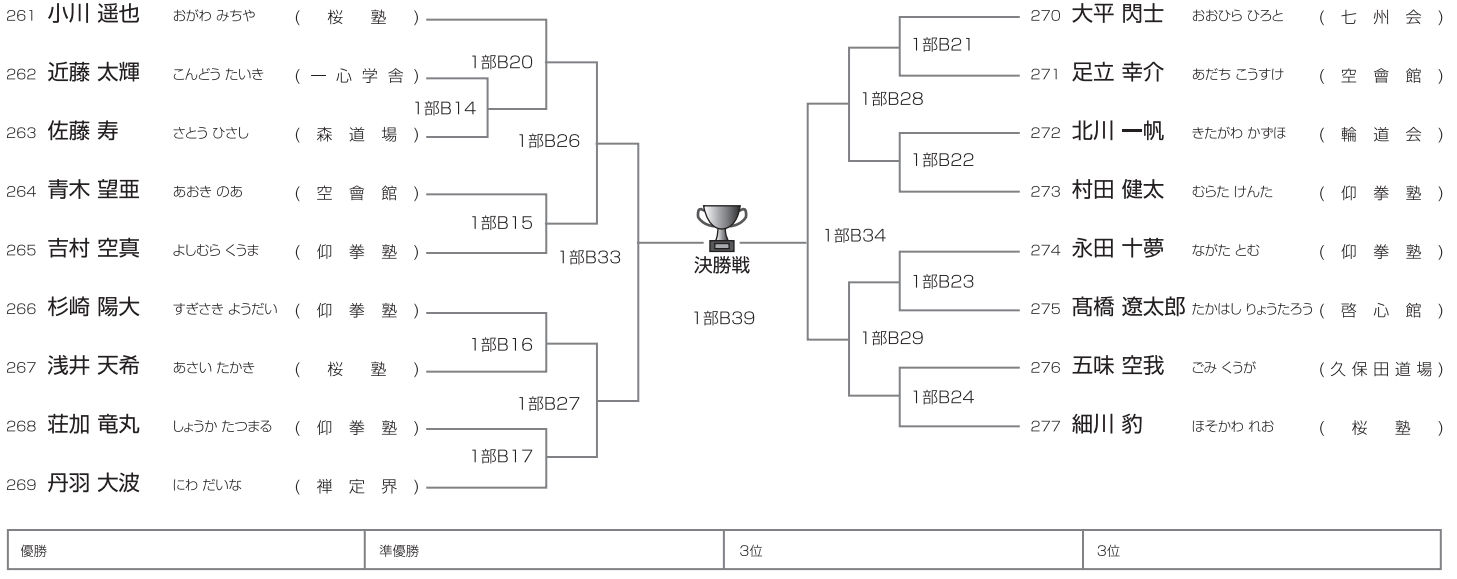 261 小川 遥也 おがわ みちや ( 桜 塾 )
1部B20
262 近藤 太輝 こんどう たいき ( 一 心 学 舎 )
1部B14
263 佐藤 寿 さとう ひさし ( 森 道 場 )
1部B26
264 青木 望亜 あおき のあ ( 空 會 館 )
1部B15
265 吉村 空真 よしむら くうま ( 仰 拳 塾 )
1部B33
266 杉崎 陽大 すぎさき ようだい ( 仰 拳 塾 )
1部B16
267 浅井 天希 あさい たかき ( 桜 塾 )
1部B27
268 荘加 竜丸 しょうか たつまる ( 仰 拳 塾 )
1部B17
269 丹羽 大波 にわ だいな ( 禅 定 界 )
決勝戦
1部B39
270 大平 閃士 おおひら ひろと ( 七 州 会 )
1部B21
271 足立 幸介 あだち こうすけ ( 空 會 館 )
1部B28
272 北川 一帆 きたがわ かずほ ( 輪 道 会 )
1部B22
273 村田 健太 むらた けんた ( 仰 拳 塾 )
1部B34
274 永田 十夢 ながた とむ ( 仰 拳 塾 )
1部B23
275 髙橋 遼太郎 たかはし りょうたろう ( 啓 心 館 )
1部B29
276 五味 空我 ごみ くうが ( 久 保 田 道 場 )
1部B24
277 細川 豹 ほそかわ れお ( 桜 塾 )
優勝
準優勝
3位
3位